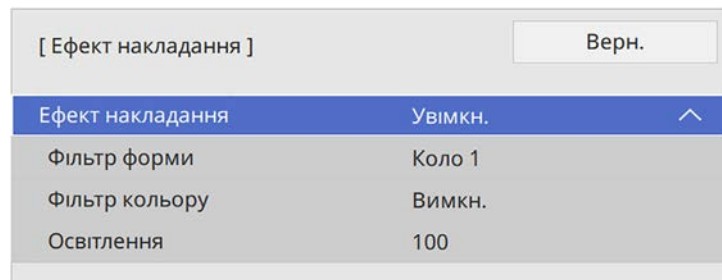 [ Ефект накладання ] Верн.
Ефект накладання Увімкн.
Фільтр форми Коло 1
Фільтр кольору Вимкн.
Освітлення 100